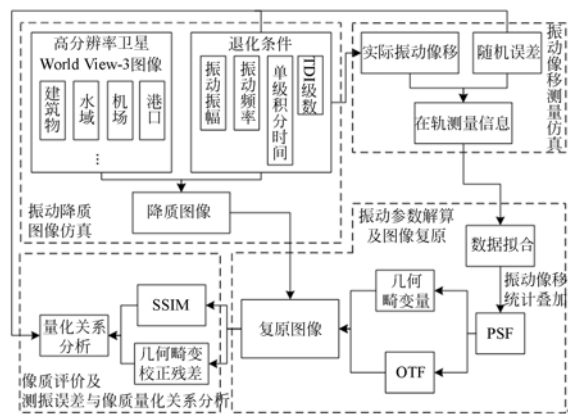 高分辨率卫星
World View-3图像
建筑物
水域
机场
港口
⋮
退化条件
振动振幅
振动频率
单级积分时间
TDI级数
振动降质
图像仿真
降质图像
实际振动像移
随机误差
在轨测量信息
振动像移测量仿真
振动参数解算
及图像复原
数据拟合
振动像移
统计叠加
PSF
几何
畸变量
OTF
复原图像
SSIM
几何畸变
校正残差
量化关系
分析
像质评价及
测振误差与像质量化关系分析